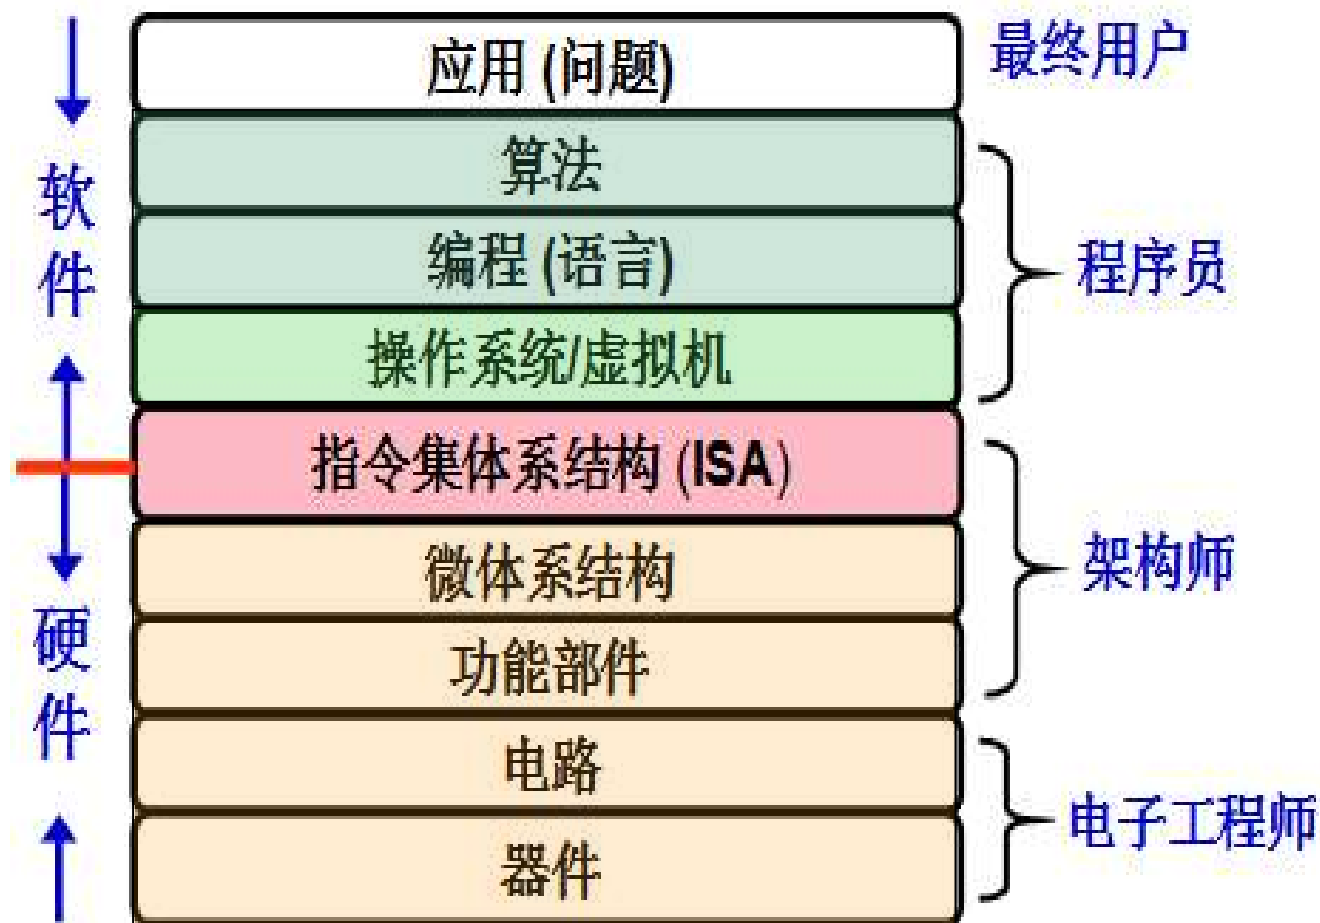 应用 (问题)
最终用户
算法
编程 (语言)
操作系统/虚拟机
程序员
指令集体系结构 (ISA)
微体系结构
功能部件
架构师
电路
器件
电子工程师
软件
硬件